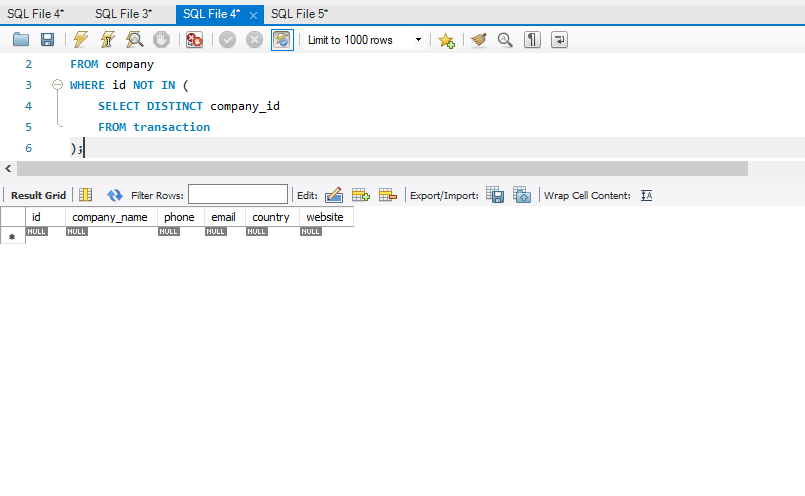 SQL File 4* SQL File 3* SQL File 4* SQL File 5*
Limit to 1000 rows
2 FROM company
3 WHERE id NOT IN (
4 SELECT DISTINCT company_id
5 FROM transaction
6 );
Result Grid Filter Rows: Edit: Export/Import: Wrap Cell Content: IA
id company_name phone email country website
NULL NULL NULL NULL NULL NULL